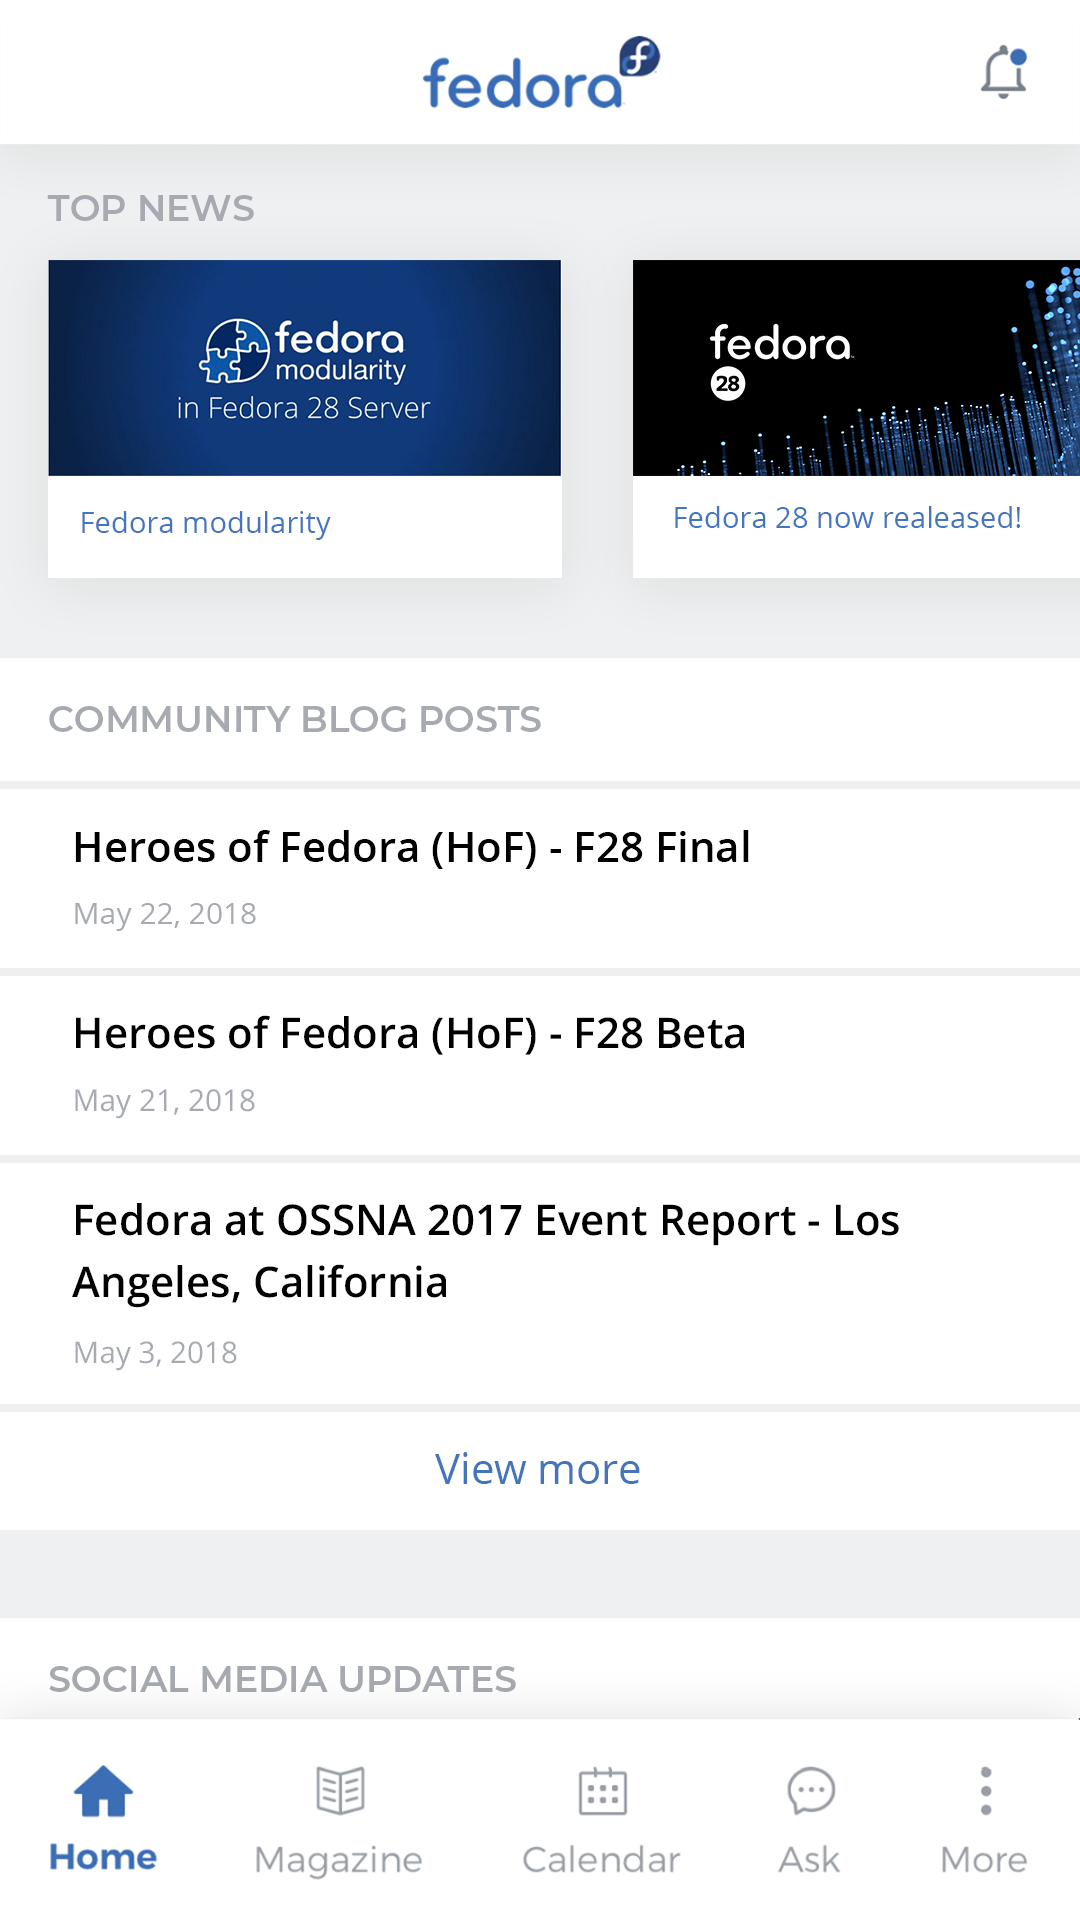 fedora
TOP NEWS
fedora
modularity
in Fedora 28 Server
Fedora modularity
fedora
28
Fedora 28 now realeased!
COMMUNITY BLOG POSTS
Heroes of Fedora (HoF) - F28 Final
May 22, 2018
Heroes of Fedora (HoF) - F28 Beta
May 21, 2018
Fedora at OSSNA 2017 Event Report - Los
Angeles, California
May 3, 2018
View more
SOCIAL MEDIA UPDATES
Home
Magazine
Calendar
Ask
More